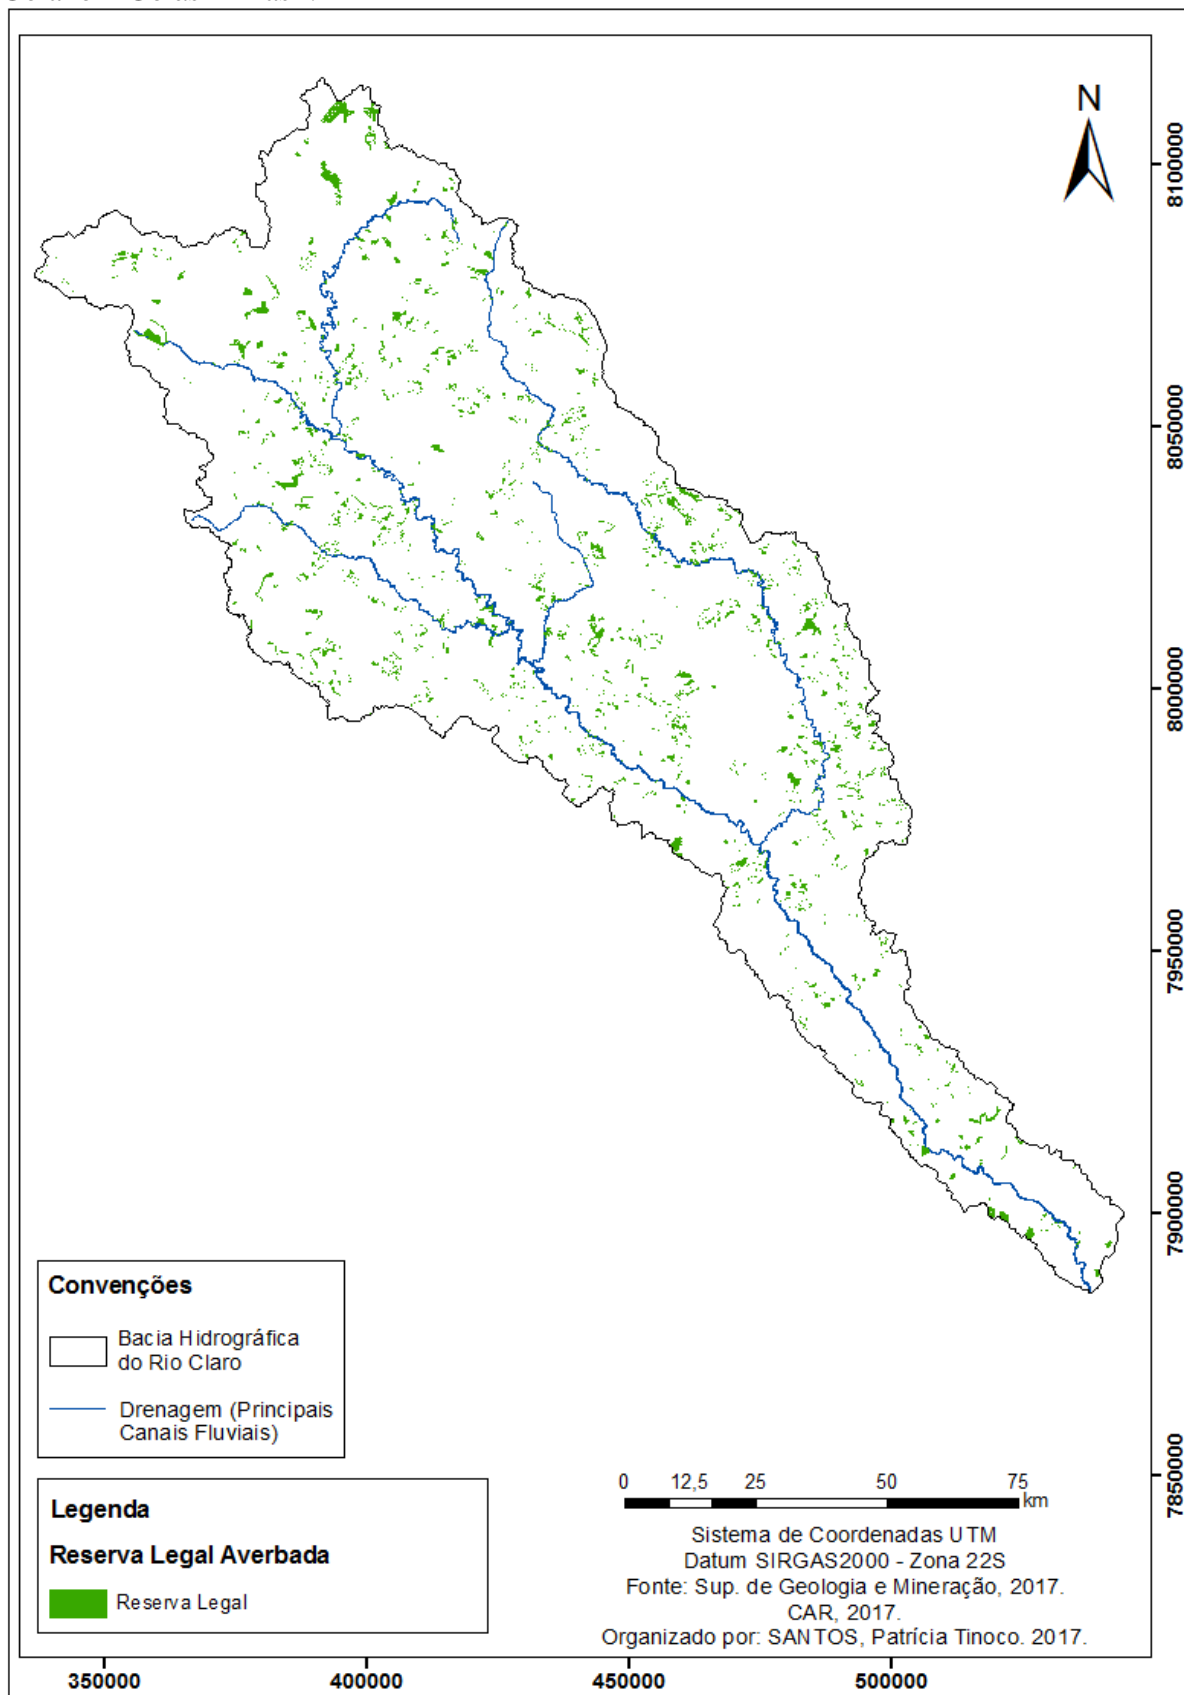 N
8100000
8050000
8000000
7950000
7900000
7850000
Convenções
Bacia Hidrográfica
do Rio Claro
Drenagem (Principais
Canais Fluviais)
Legenda
Reserva Legal Averbada
Reserva Legal
0 12,5 25 50 75
km
Sistema de Coordenadas UTM
Datum SIRGAS2000 - Zona 22S
Fonte: Sup. de Geologia e Mineração, 2017.
CAR, 2017.
Organizado por: SANTOS, Patrícia Tinoco. 2017.
350000 400000 450000 500000